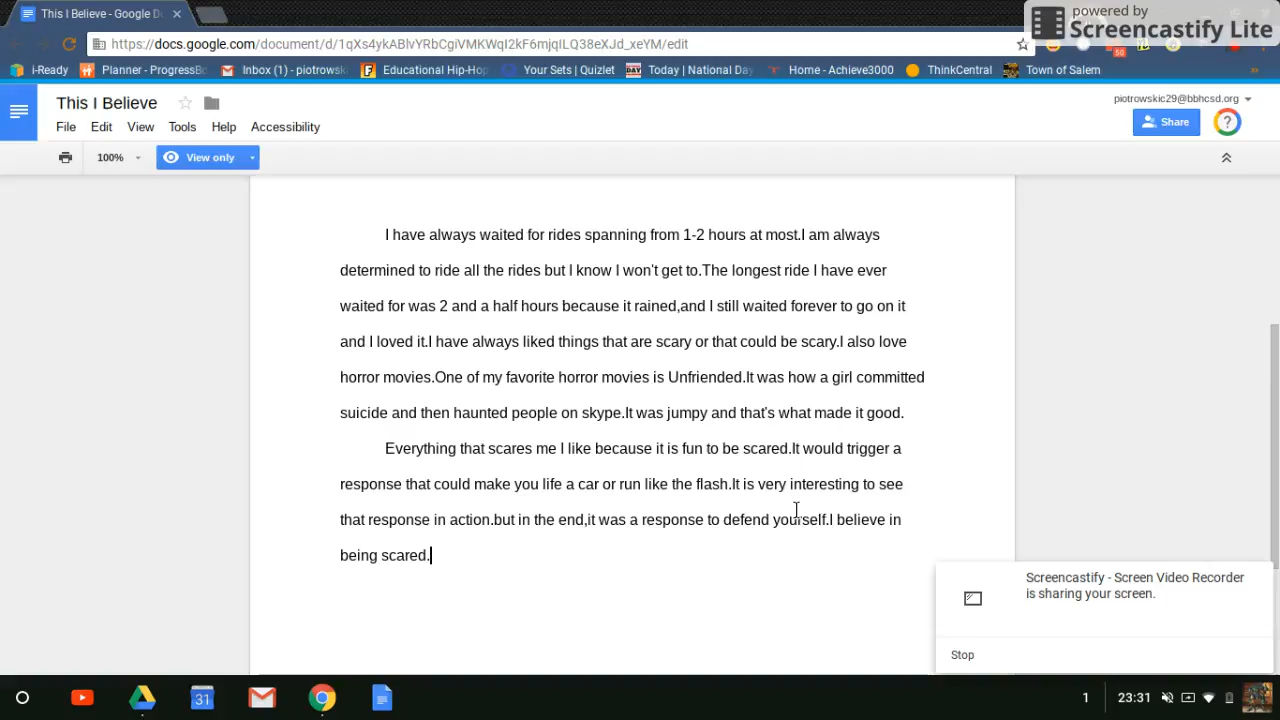 This I Believe - Google Do
powered by
Screencastify Lite
https://docs.google.com/document/d/1qXs4ykABlvYRbCgiVMKWqI2kF6mjqILQ38eXJd_xeYM/edit
50
i-Ready
Planner - ProgressBo
Inbox (1) - piotrowsk
Educational Hip-Hop
Your Sets | Quizlet
DAY
Today | National Day
Home - Achieve3000
ThinkCentral
Town of Salem
This I Believe
piotrowskic29@bbhcsd.org
File Edit View Tools Help Accessibility
Share
100%
View only
I have always waited for rides spanning from 1-2 hours at most.I am always
determined to ride all the rides but I know I won't get to.The longest ride I have ever
waited for was 2 and a half hours because it rained,and I still waited forever to go on it
and I loved it.I have always liked things that are scary or that could be scary.I also love
horror movies.One of my favorite horror movies is Unfriended.It was how a girl committed
suicide and then haunted people on skype.It was jumpy and that's what made it good.
Everything that scares me I like because it is fun to be scared.It would trigger a
response that could make you life a car or run like the flash.It is very interesting to see
that response in action.but in the end,it was a response to defend yourself.I believe in
being scared.
Screencastify - Screen Video Recorder
is sharing your screen.
Stop
31
1
23:31